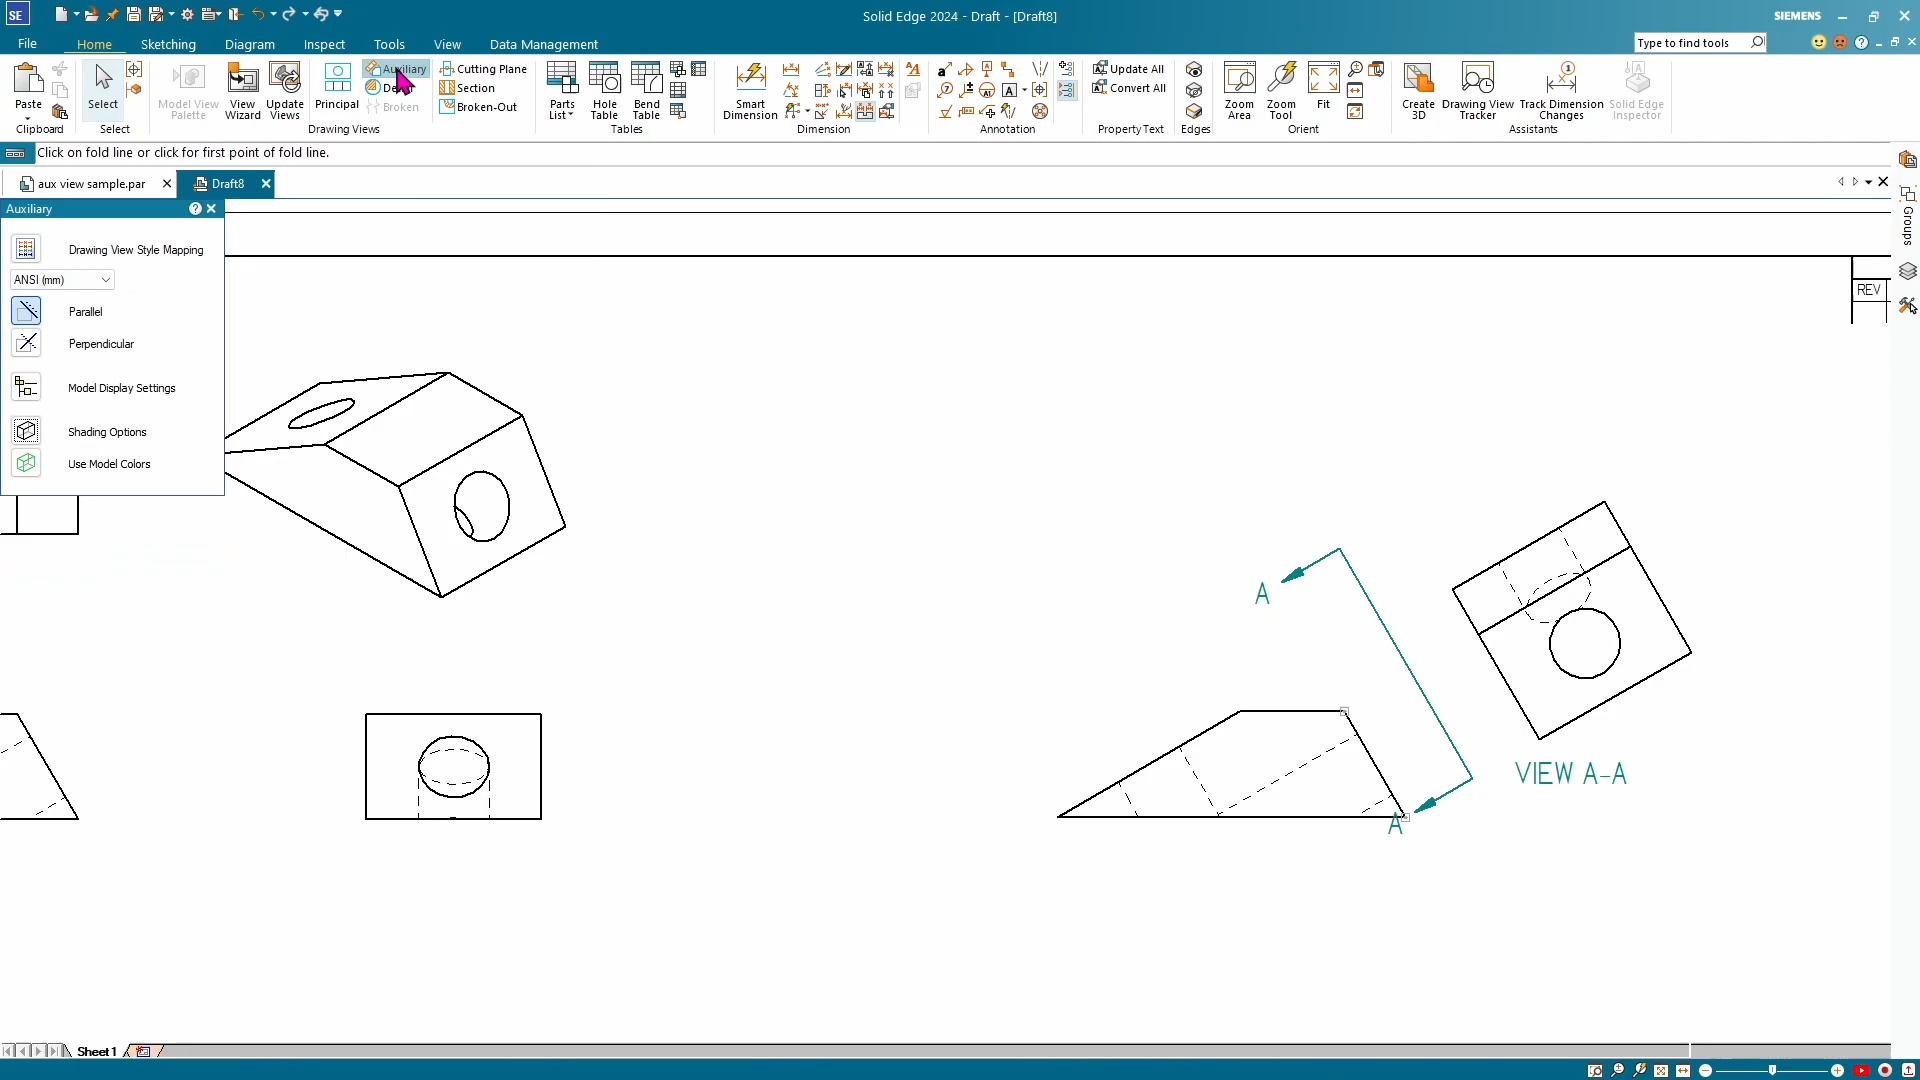 SE
Solid Edge 2024 - Draft - [Draft8]
SIEMENS
File
Home
Sketching
Diagram
Inspect
Tools
View
Data Management
Type to find tools
Paste
Clipboard
Select
Select
Model View Palette
View Wizard
Update Views
Principal
Auxiliary
Broken
Cutting Plane
Section
Broken-Out
Drawing Views
Parts List
Hole Table
Bend Table
Tables
Smart Dimension
Dimension
Annotation
Update All
Convert All
Property Text
Edges
Zoom Area
Zoom Tool
Fit
Orient
Create 3D
Drawing View Tracker
Track Dimension Changes
Solid Edge Inspector
Assistants
Click on fold line or click for first point of fold line.
aux view sample.par
Draft8
Auxiliary
Drawing View Style Mapping
ANSI (mm)
Parallel
Perpendicular
Model Display Settings
Shading Options
Use Model Colors
Groups
REV
A
A
VIEW A-A
Sheet1